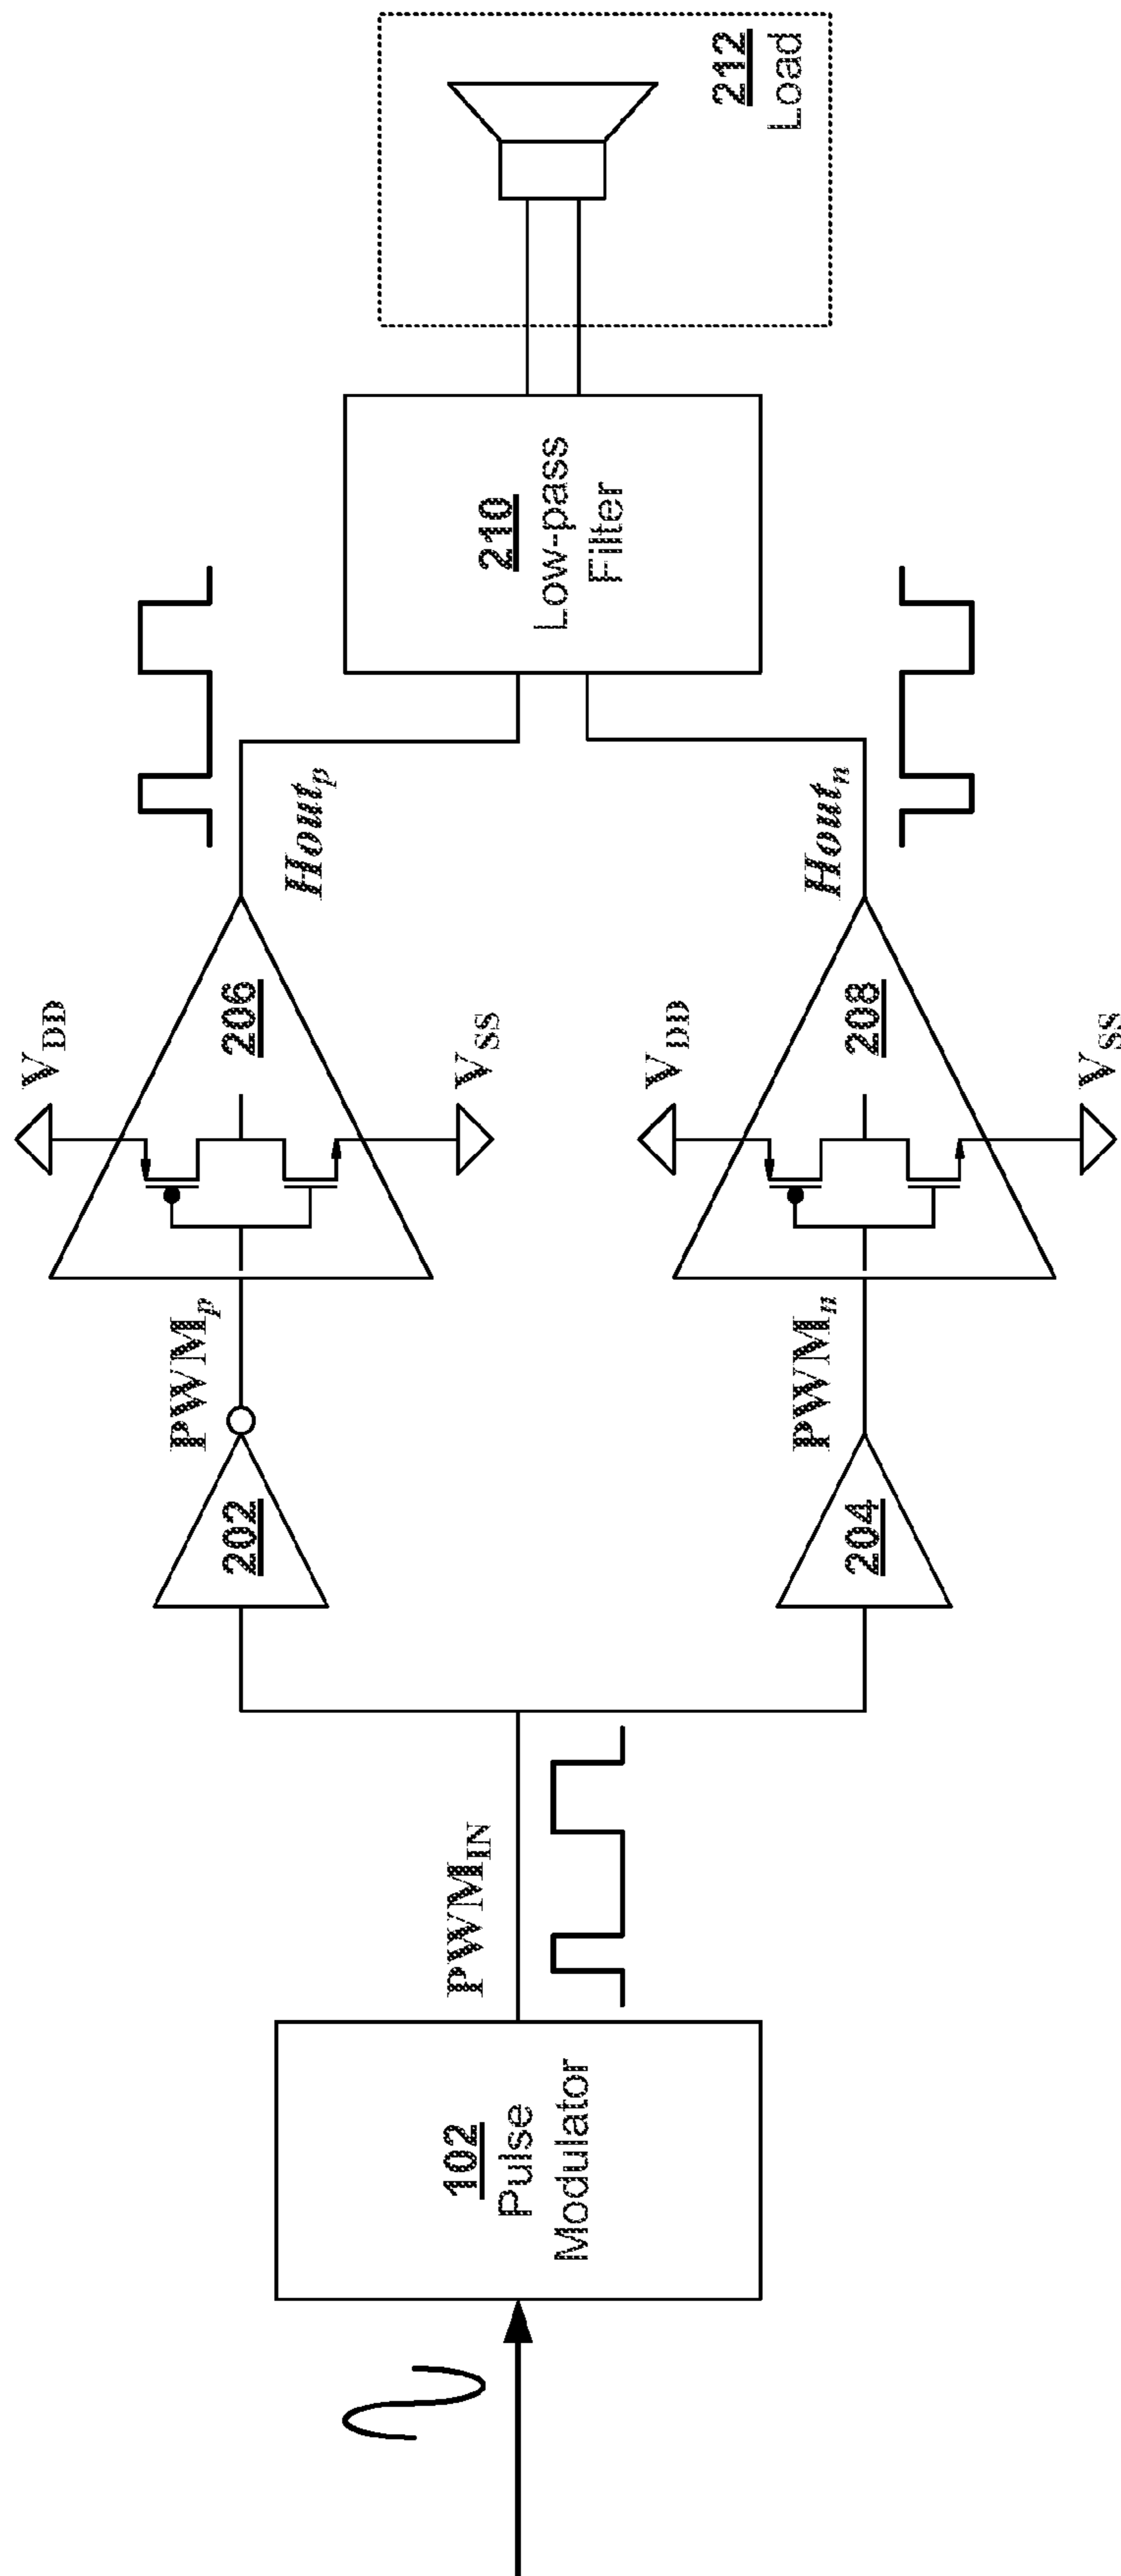 102
Pulse
Modulator
PWM_IN
202
204
PWM_p
PWM_n
V_DD
206
V_SS
V_DD
208
V_SS
Hout_p
Hout_n
210
Low-pass
Filter
212
Load